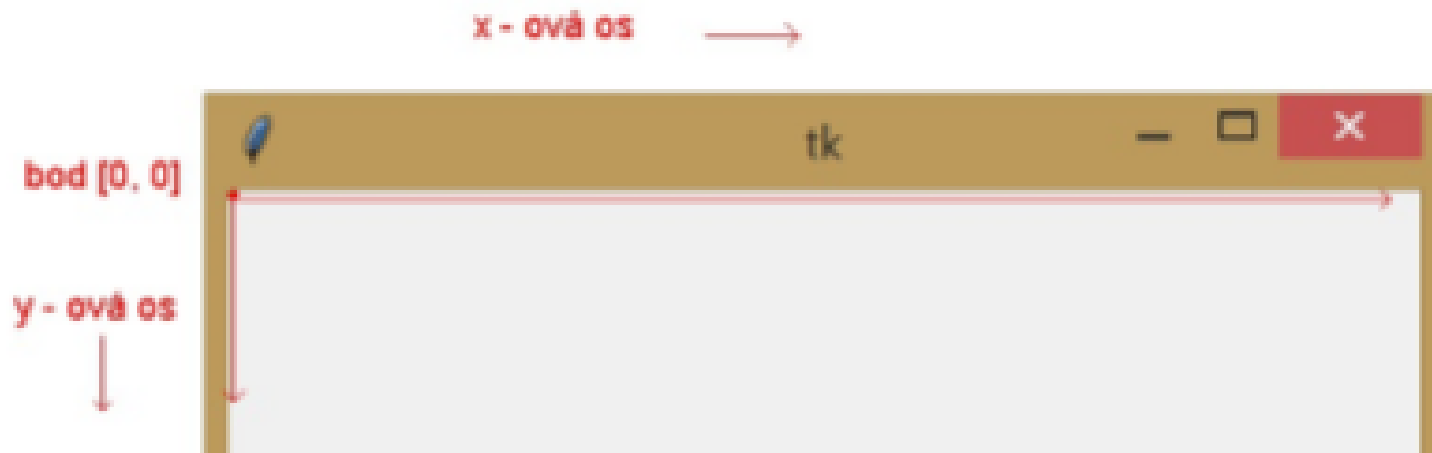 x - ová os
tk
bod [0, 0]
y - ová os